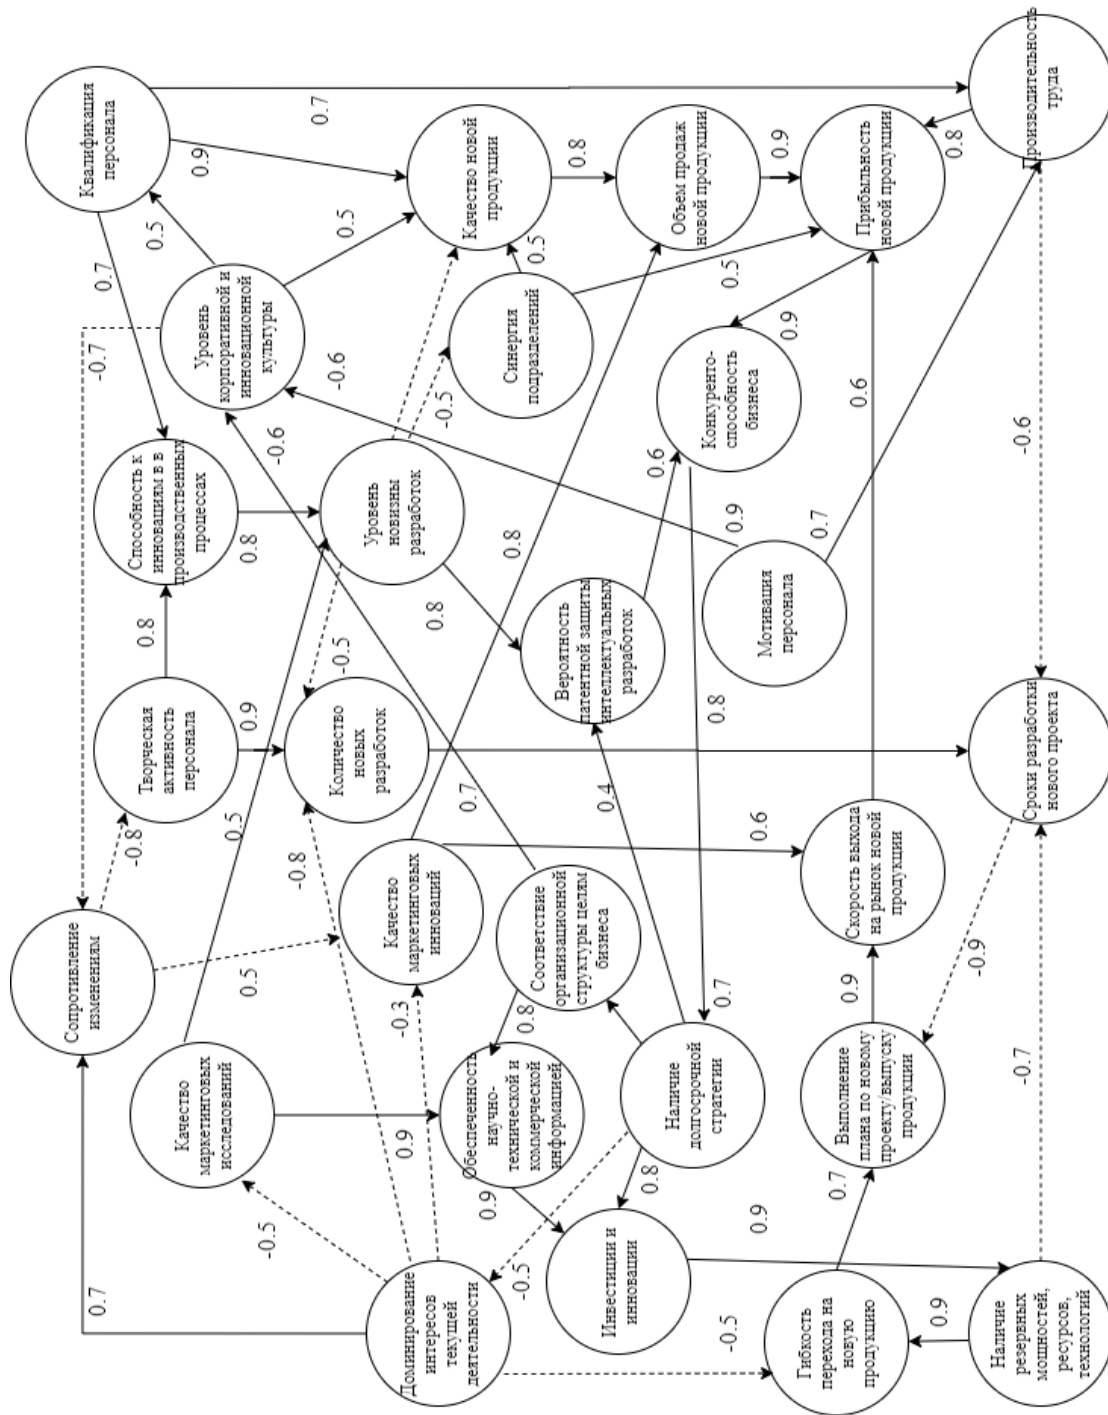 Сопротивление
изменениям
Квалификация
персонала
0.7
-0.7
0.7
0.5
0.9
0.7
-0.8
Творческая
активность
персонала
0.8
Способность к
инновациям в в
производственных
процессах
Качество
маркетинговых
исследований
Уровень
корпоративной и
инновационной
культуры
-0.5
0.9
0.5
0.5
0.8
0.5
0.9
-0.8
-0.5
-0.6
-0.6
Доминирование
интересов
текущей
деятельности
Количество
новых
разработок
Уровень
новизны
разработок
-0.3
Качество
маркетинговых
инноваций
0.8
-0.5
Качество новой
продукции
0.7
Обеспеченность
научно-
технической и
коммерческой
информацией
0.9
-0.5
0.8
Соответствие
организационной
структуры целям
бизнеса
0.8
Синергия
подразделений
0.5
0.8
Инвестиции и
инновации
0.8
0.4
Вероятность
патентной защиты
интеллектуальных
разработок
0.6
Наличие
долгосрочной
стратегии
0.7
0.8
0.9
Конкуренто-
способность
бизнеса
0.5
Объем продаж
новой продукции
-0.5
0.9
0.6
Мотивация
персонала
0.7
0.9
0.9
Гибкость
перехода на
новую
продукцию
0.7
Выполнение
плана по новому
проекту/выпуску
продукции
0.9
Скорость выхода
на рынок новой
продукции
0.6
Прибыльность
новой продукции
0.9
-0.9
0.8
Наличие
резервных
мощностей,
ресурсов,
технологий
-0.7
Сроки разработки
нового проекта
-0.6
Производительность
труда